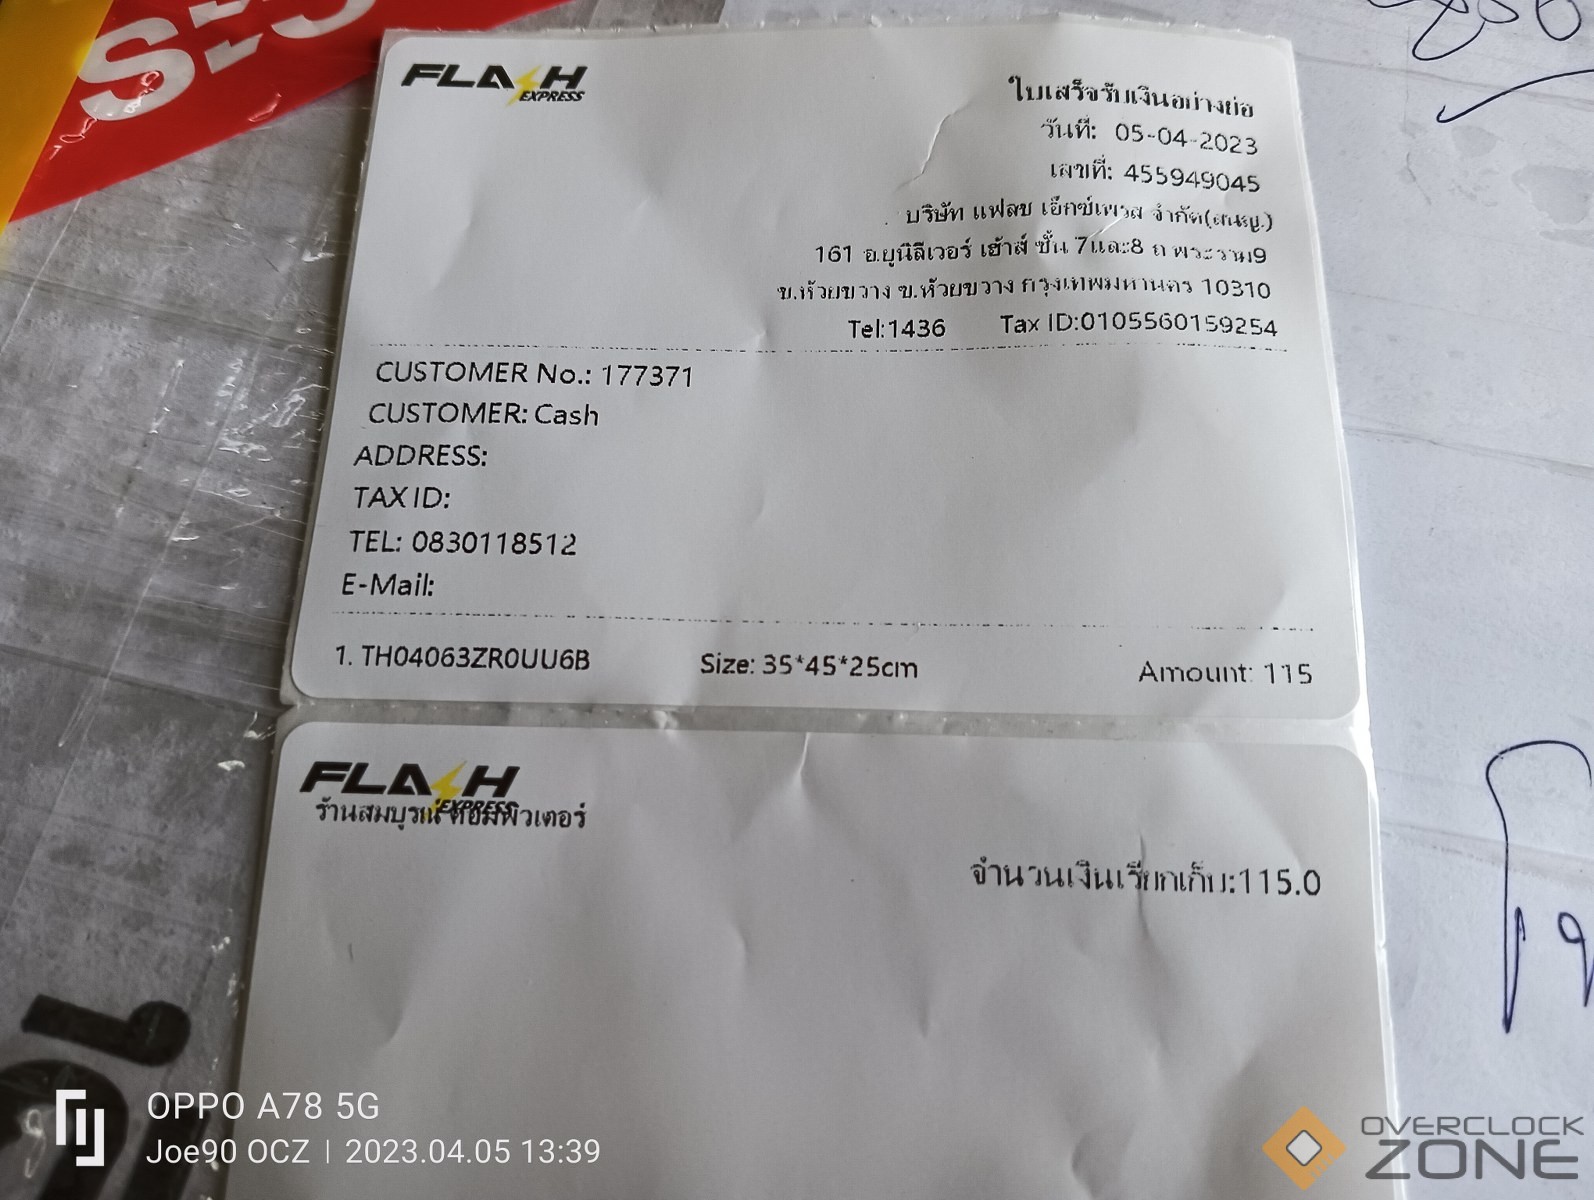 FLASH EXPRESS
ใบเสร็จรับเงินอย่างย่อ
วันที่: 05-04-2023
เลขที่: 455949045
บริษัท แฟลช เอ็กซ์เพรส จำกัด(สนญ.)
161 อ.ยูนิลีเวอร์ เฮ้าส์ ชั้น 7และ8 ถ พระราม9
ข.ห้วยขวาง ข.ห้วยขวาง กรุงเทพมหานคร 10310
Tel:1436 Tax ID:0105560159254
CUSTOMER No.: 177371
CUSTOMER: Cash
ADDRESS:
TAX ID:
TEL: 0830118512
E-Mail:
1. TH04063ZR0UU6B Size: 35*45*25cm Amount: 115
FLASH EXPRESS
ร้านสมบูรณ์ คอมพิวเตอร์
จำนวนเงินเรียกเก็บ:115.0
OPPO A78 5G
Joe90 OCZ | 2023.04.05 13:39
OVERCLOCK
ZONE